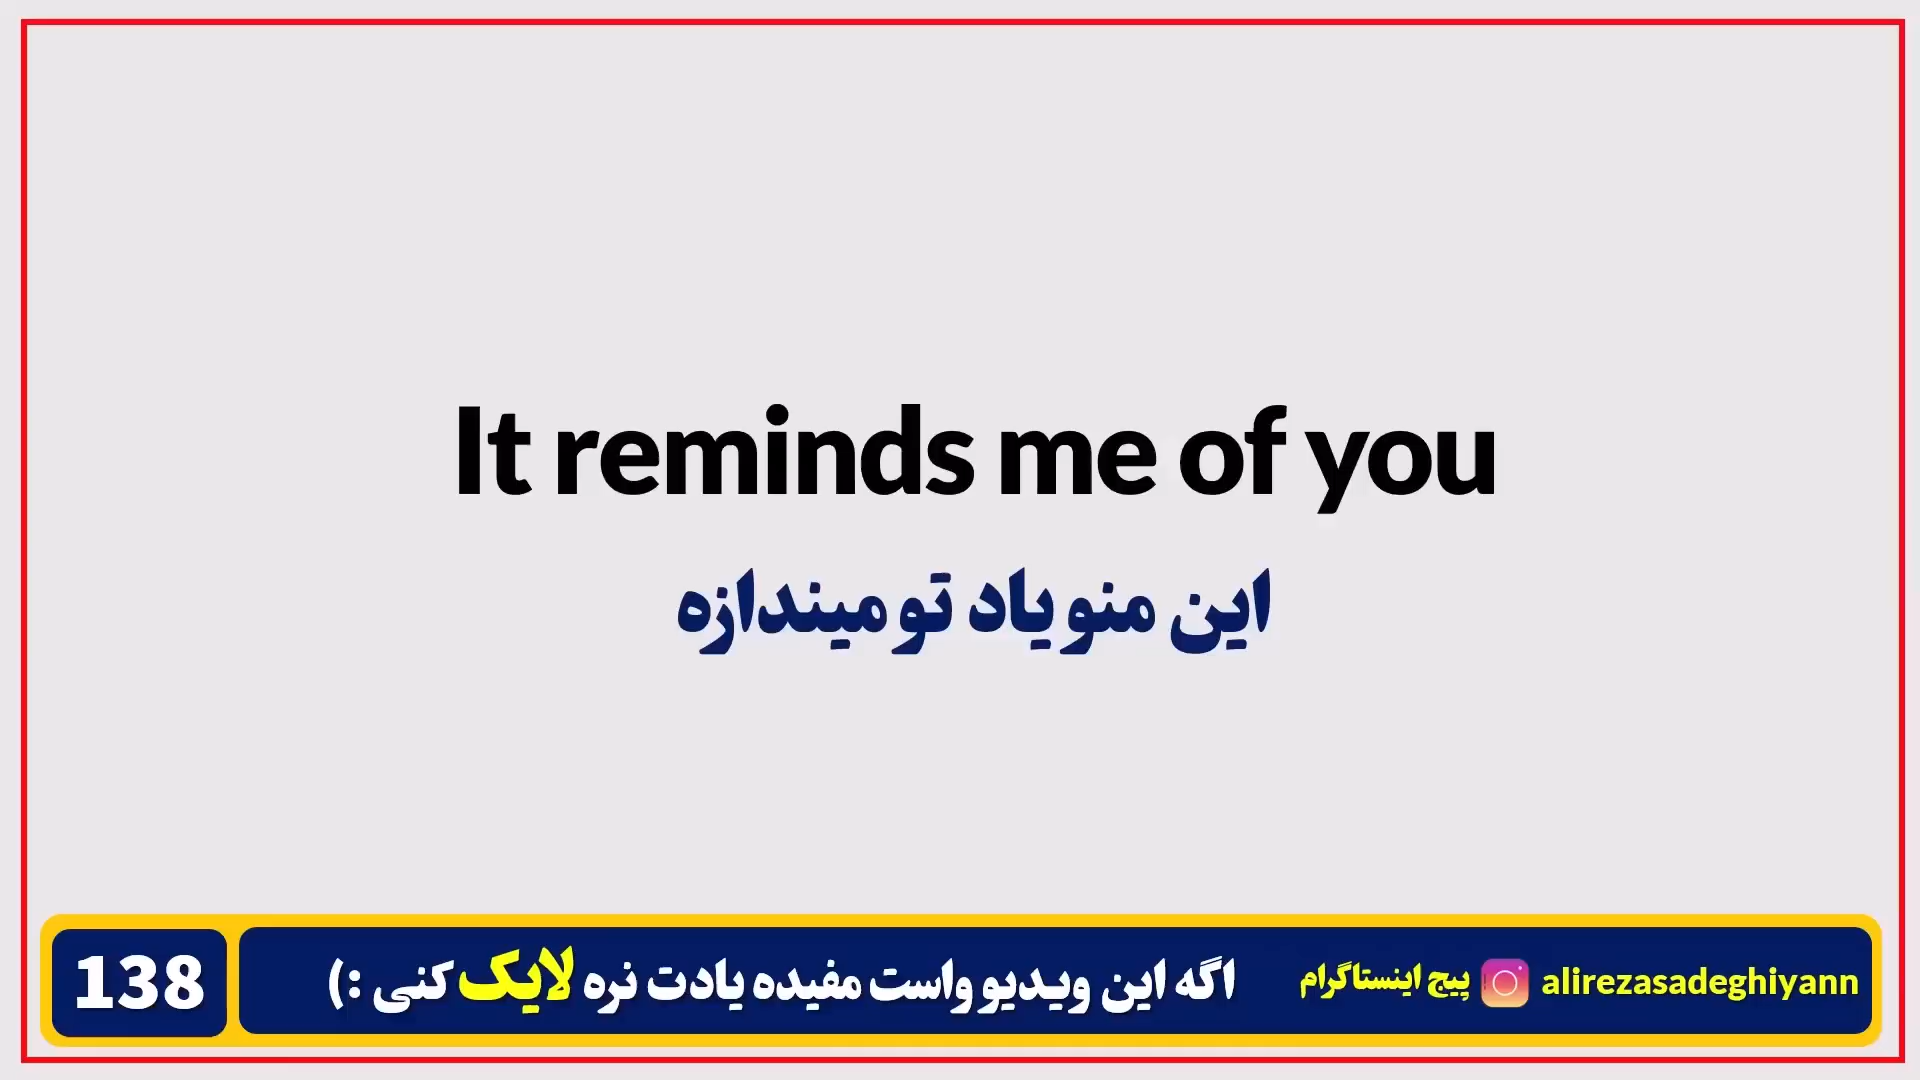 It reminds me of you
این منو یاد تو میندازه
138
اگه این ویدیو واست مفیده یادت نره لایک کنی :)
پیج اینستاگرام
alirezasadeghiyann